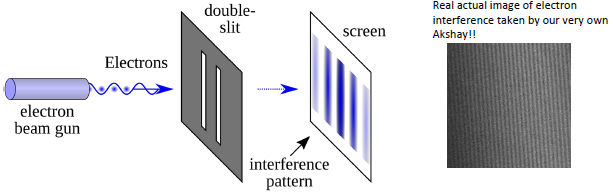 double-
slit
Electrons
screen
electron
beam gun
interference
pattern
Real actual image of electron
interference taken by our very own
Akshay!!